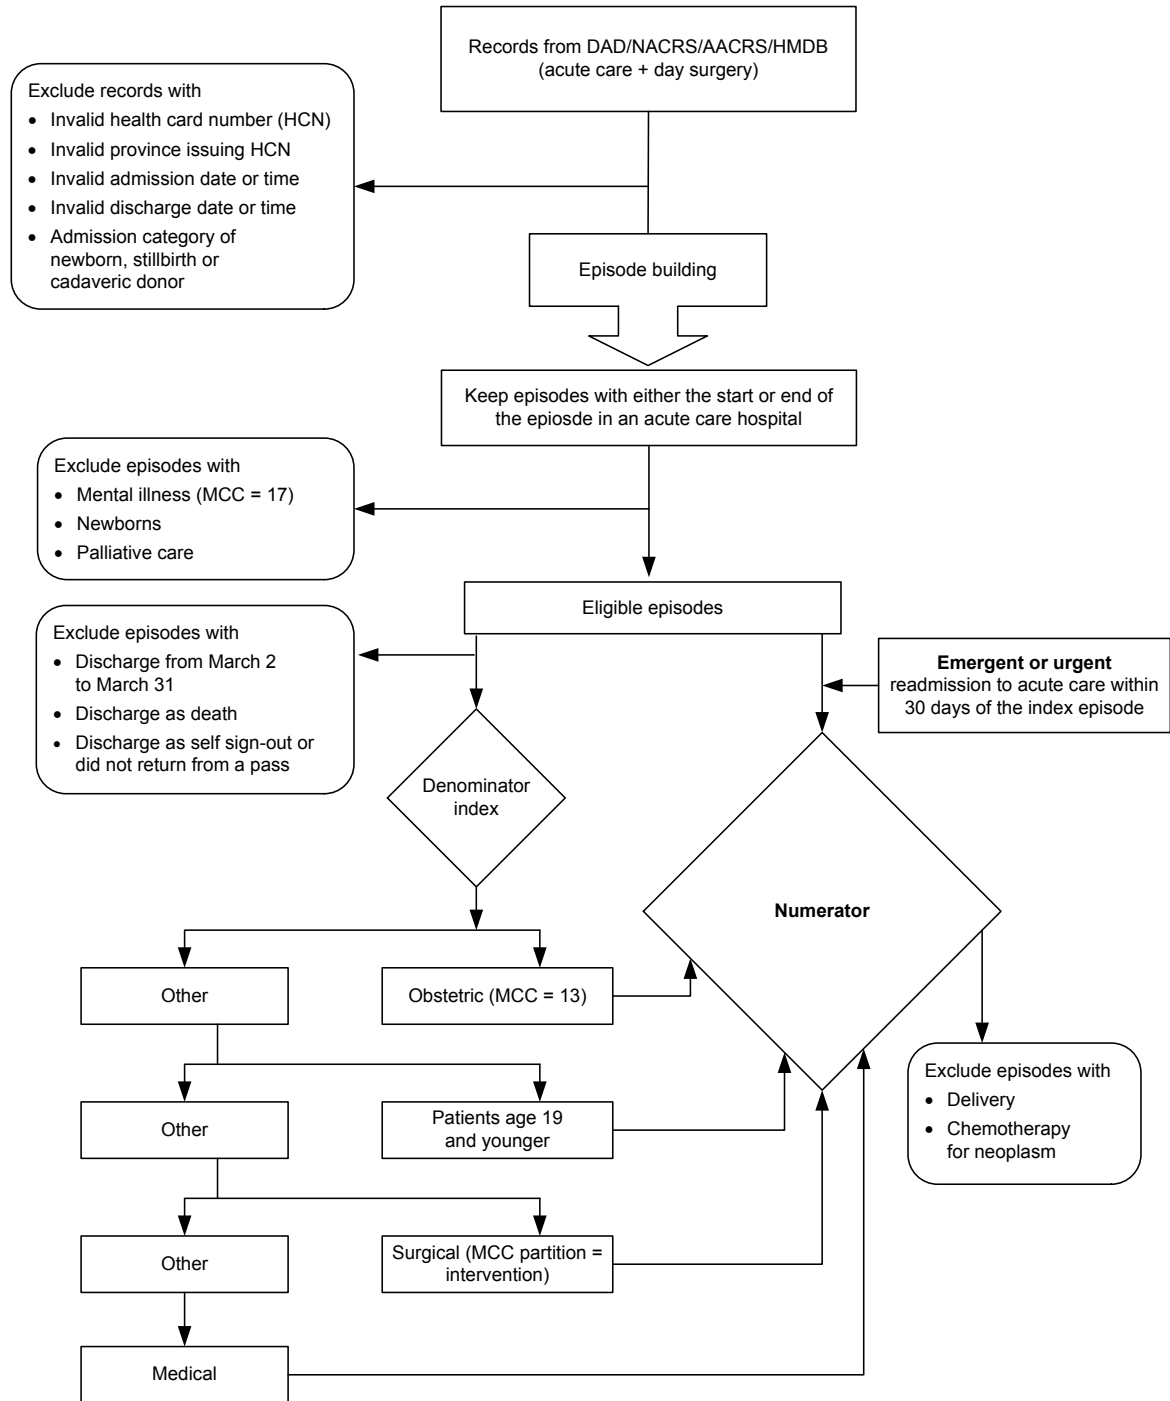 Records from DAD/NACRS/AACRS/HMDB
(acute care + day surgery)
Exclude records with
• Invalid health card number (HCN)
• Invalid province issuing HCN
• Invalid admission date or time
• Invalid discharge date or time
• Admission category of
newborn, stillbirth or
cadaveric donor
Episode building
Keep episodes with either the start or end of
the epiosde in an acute care hospital
Exclude episodes with
• Mental illness (MCC = 17)
• Newborns
• Palliative care
Eligible episodes
Exclude episodes with
• Discharge from March 2
to March 31
• Discharge as death
• Discharge as self sign-out or
did not return from a pass
Emergent or urgent
readmission to acute care within
30 days of the index episode
Denominator
index
Numerator
Other
Obstetric (MCC = 13)
Other
Patients age 19
and younger
Exclude episodes with
• Delivery
• Chemotherapy
for neoplasm
Other
Surgical (MCC partition =
intervention)
Medical